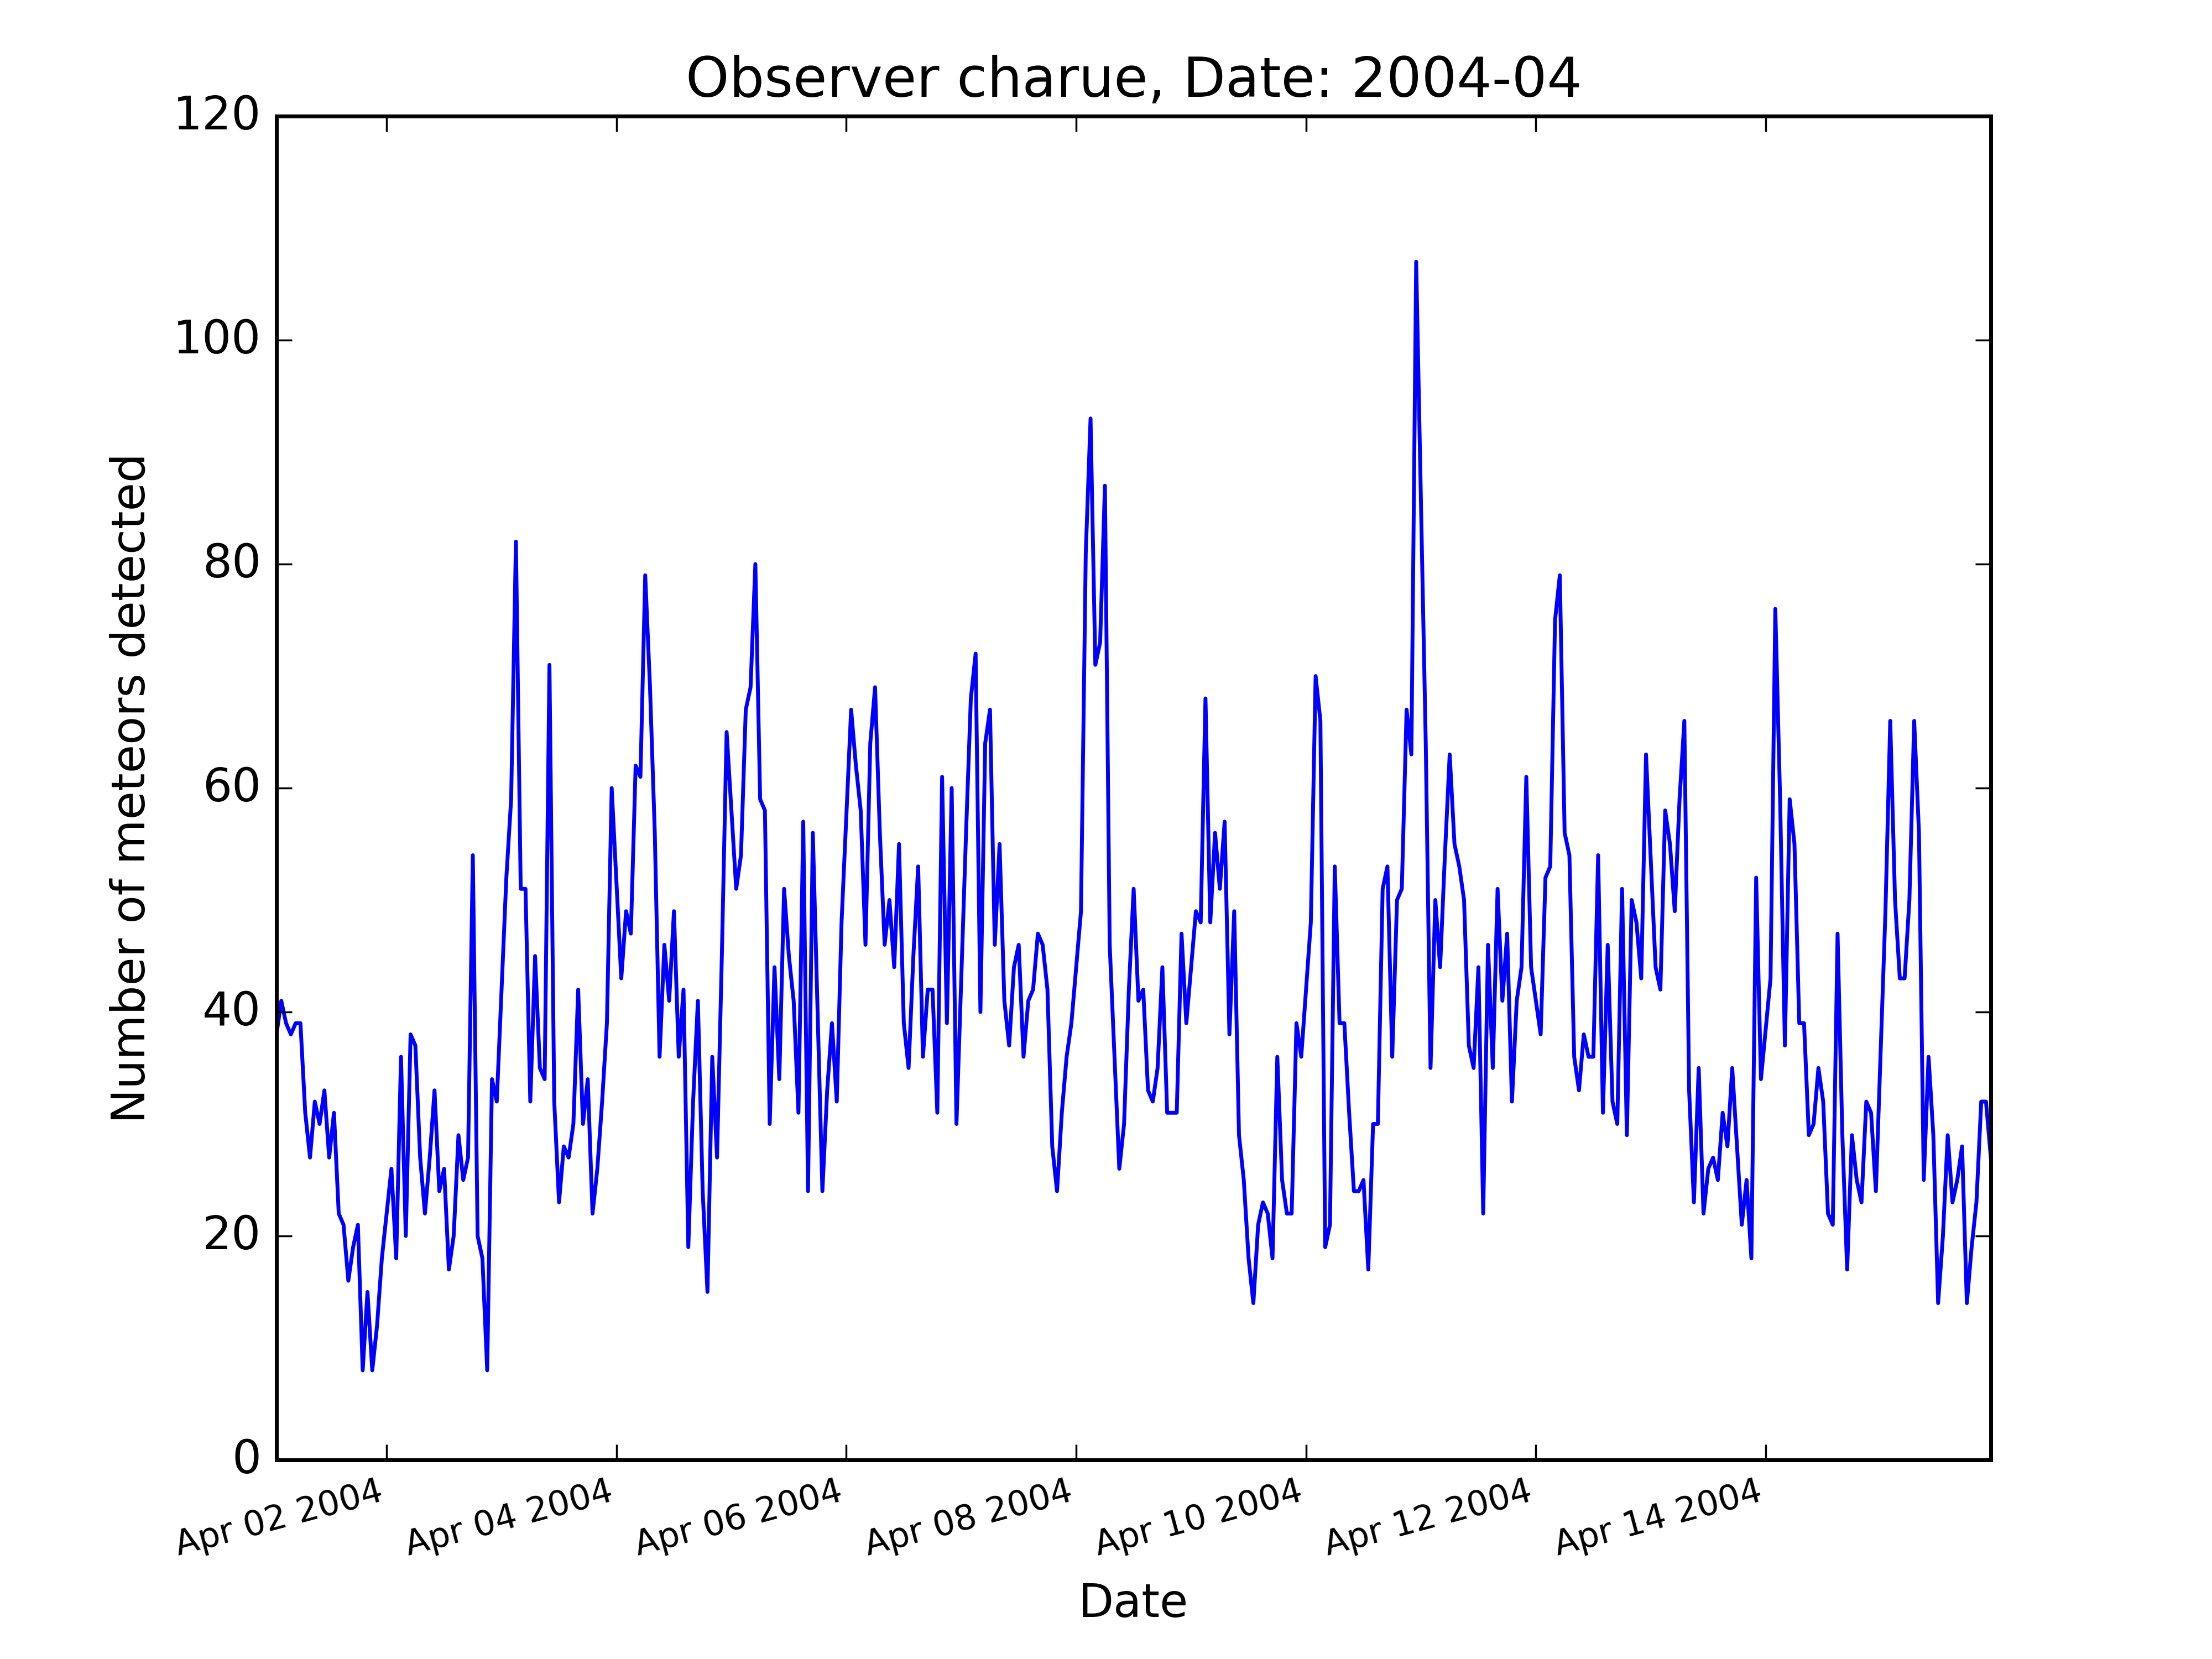 Observer charue, Date: 2004-04
120
100
80
60
40
20
0
Number of meteors detected
Apr 02 2004
Apr 04 2004
Apr 06 2004
Apr 08 2004
Apr 10 2004
Apr 12 2004
Apr 14 2004
Date